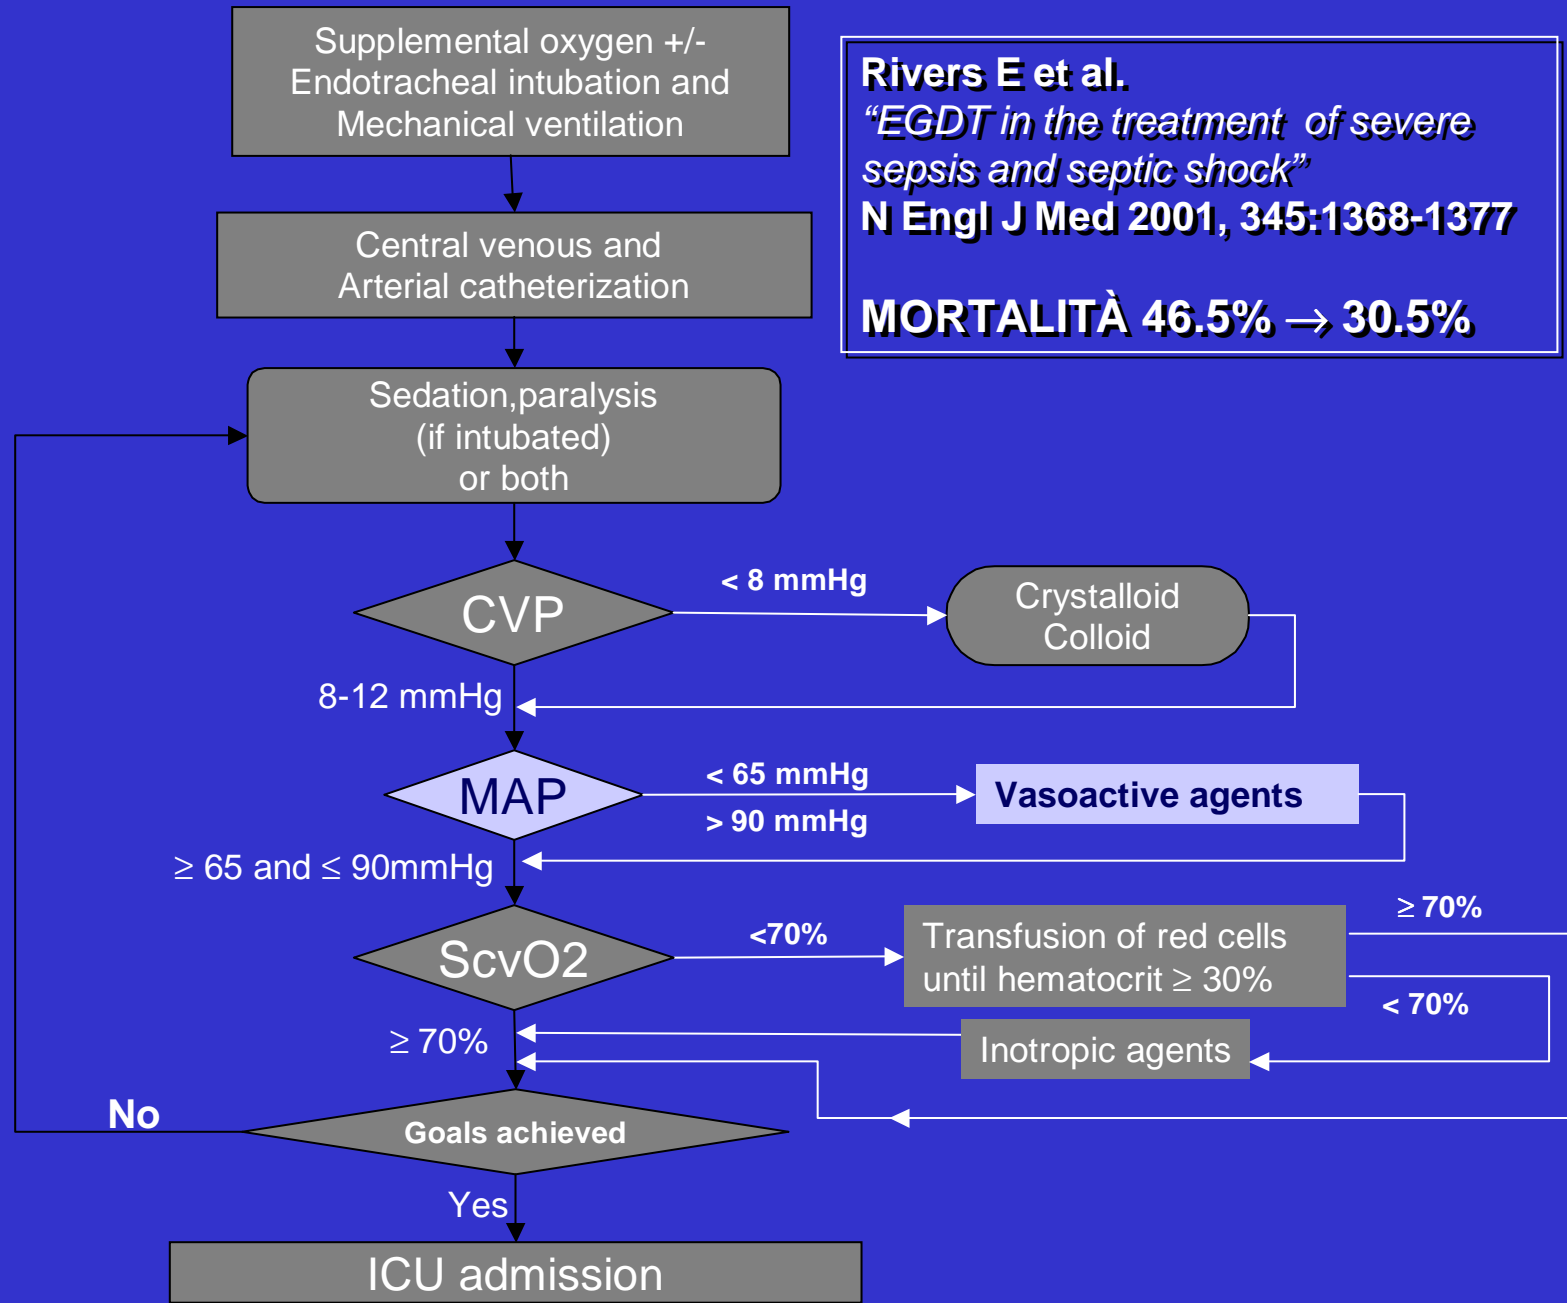 Supplemental oxygen +/-
Endotracheal intubation and
Mechanical ventilation
Rivers E et al.
“EGDT in the treatment of severe
sepsis and septic shock”
N Engl J Med 2001, 345:1368-1377
MORTALITÀ 46.5% → 30.5%
Central venous and
Arterial catheterization
Sedation,paralysis
(if intubated)
or both
CVP
< 8 mmHg
Crystalloid
Colloid
8-12 mmHg
MAP
< 65 mmHg
> 90 mmHg
Vasoactive agents
≥ 65 and ≤ 90mmHg
ScvO2
<70%
Transfusion of red cells
until hematocrit ≥ 30%
≥ 70%
< 70%
Inotropic agents
≥ 70%
Goals achieved
No
Yes
ICU admission